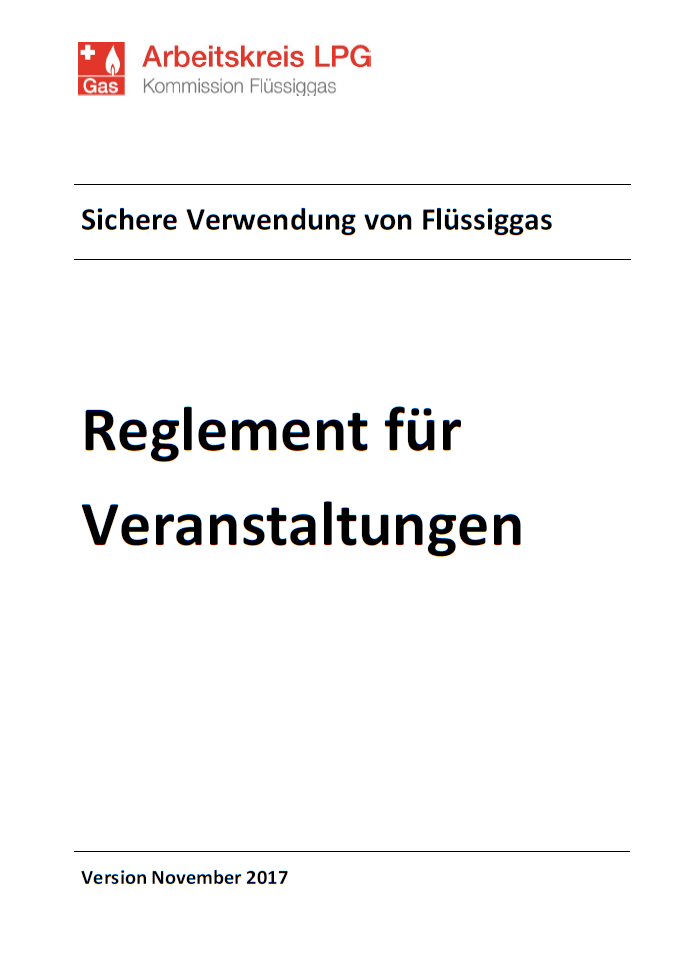 Gas
Arbeitskreis LPG
Kommission Flüssiggas
Sichere Verwendung von Flüssiggas
Reglement für
Veranstaltungen
Version November 2017